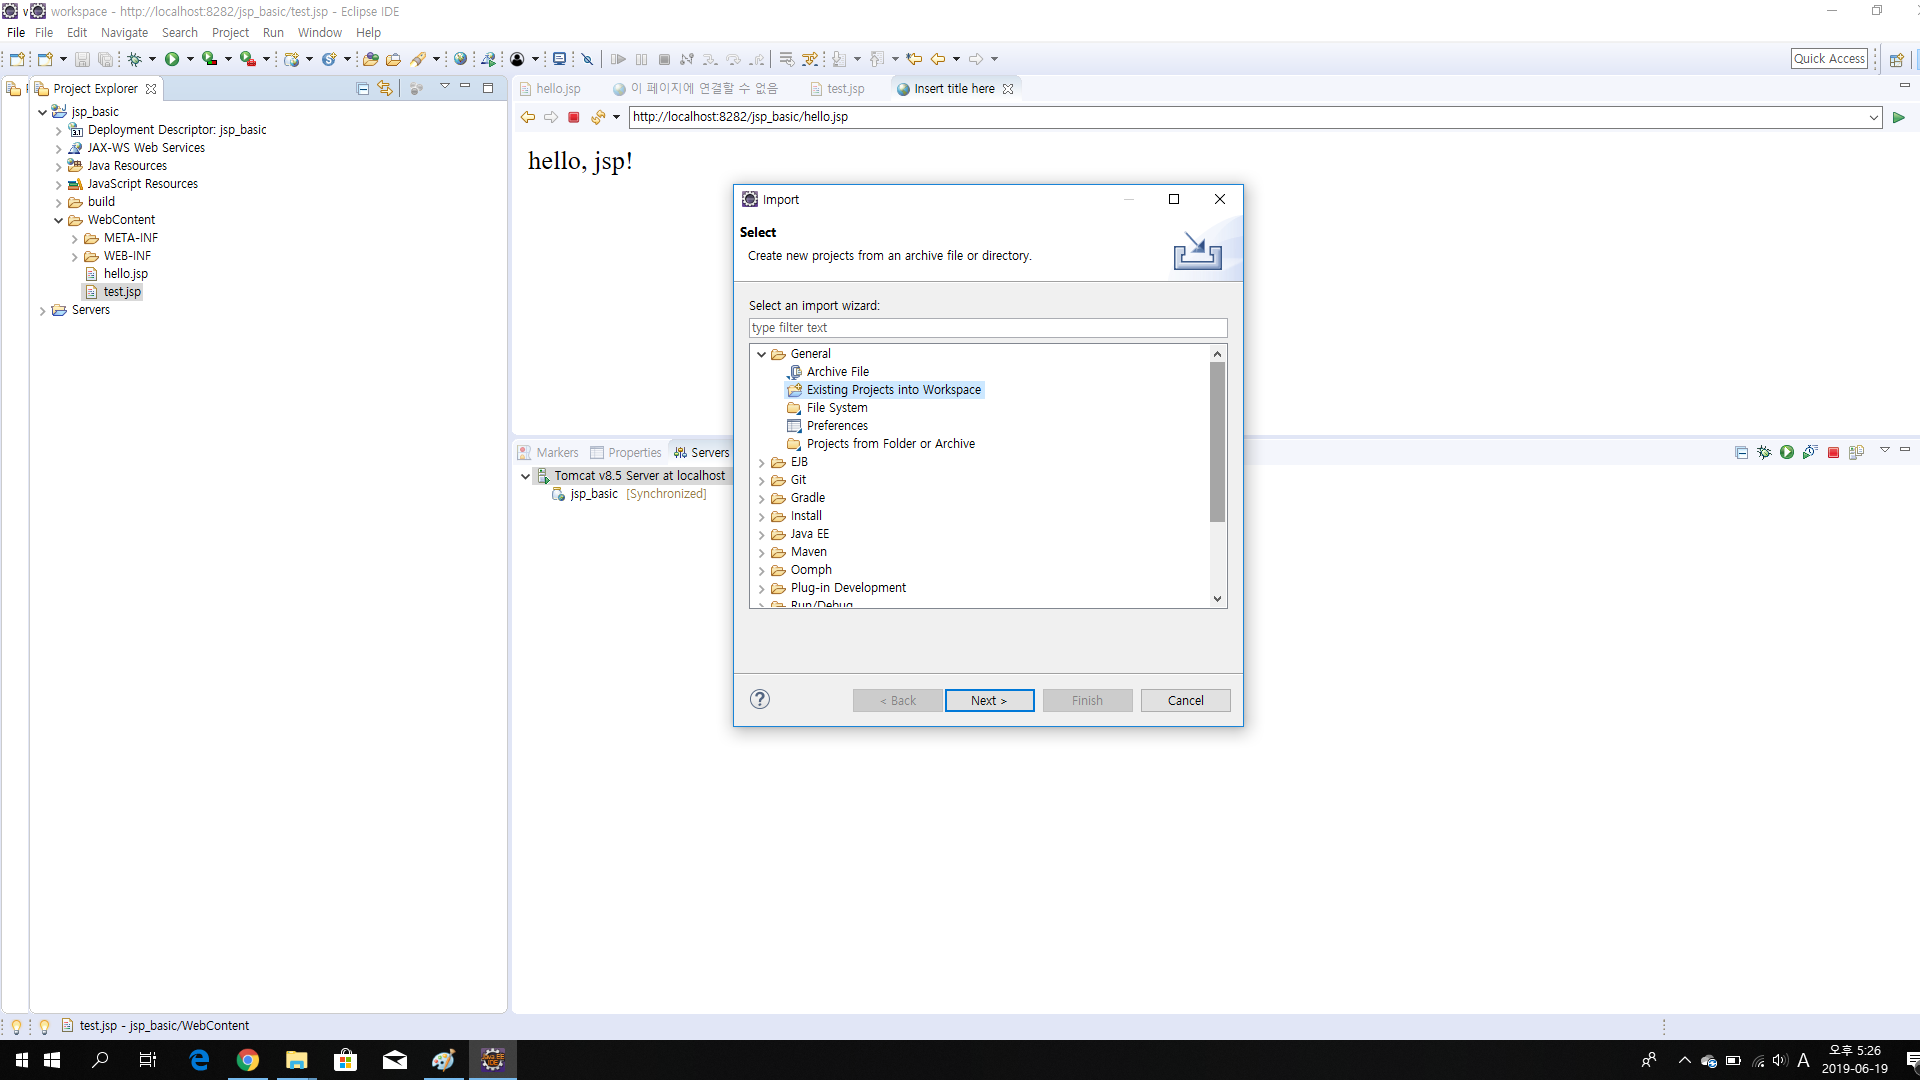 workspace - http://localhost:8282/jsp_basic/test.jsp - Eclipse IDE
File File Edit Navigate Search Project Run Window Help
Quick Access
Project Explorer
jsp_basic
Deployment Descriptor: jsp_basic
JAX-WS Web Services
Java Resources
JavaScript Resources
build
WebContent
META-INF
WEB-INF
hello.jsp
test.jsp
Servers
hello.jsp 이 페이지에 연결할 수 없음 test.jsp Insert title here
http://localhost:8282/jsp_basic/hello.jsp
hello, jsp!
Import
Select
Create new projects from an archive file or directory.
Select an import wizard:
type filter text
General
Archive File
Existing Projects into Workspace
File System
Preferences
Projects from Folder or Archive
EJB
Git
Gradle
Install
Java EE
Maven
Oomph
Plug-in Development
Run/Debug
< Back Next > Finish Cancel
Markers Properties Servers
Tomcat v8.5 Server at localhost
jsp_basic [Synchronized]
test.jsp - jsp_basic/WebContent
A
오후 5:26
2019-06-19